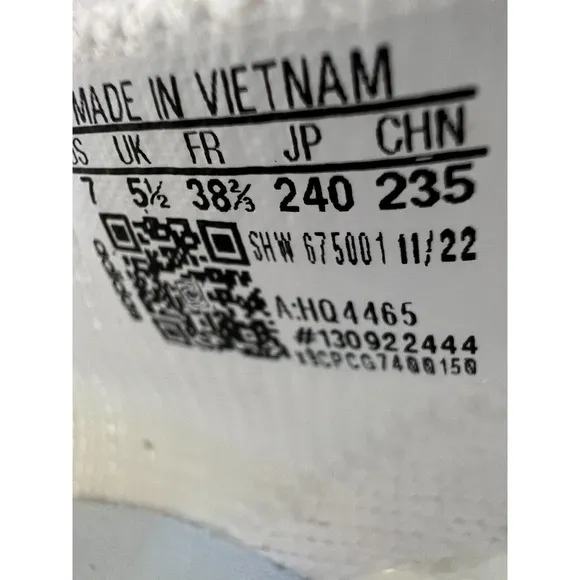 MADE IN VIETNAM
US UK FR JP CHN
7 5½ 38⅔ 240 235
SHW 675001 11/22
A:HQ4465
#130922444